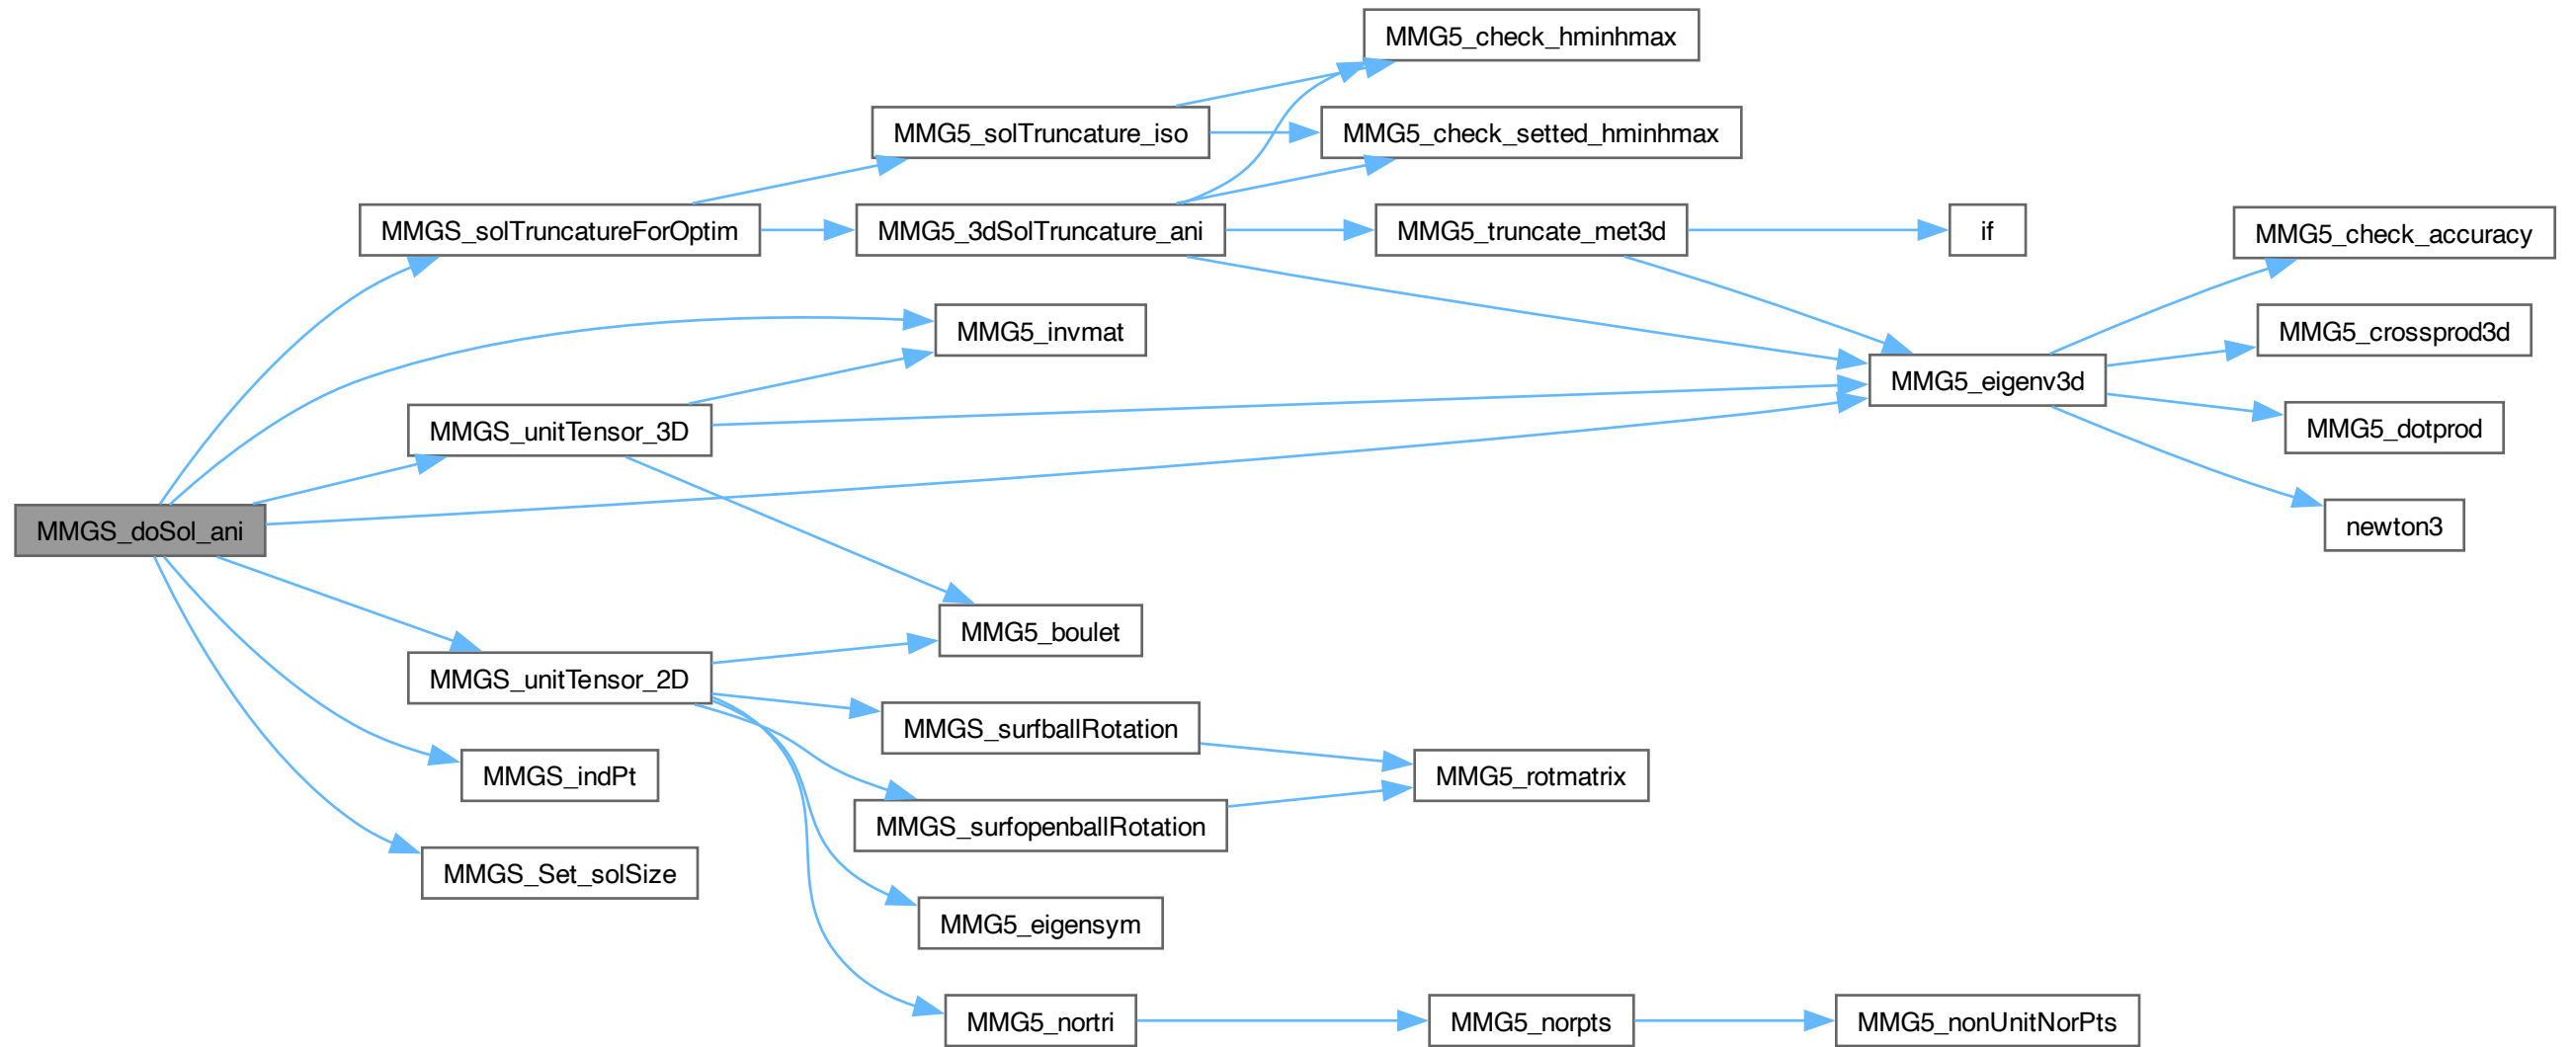 MMG5_check_hminhmax
MMG5_solTruncature_iso
MMG5_check_setted_hminhmax
MMGS_solTruncatureForOptim
MMG5_3dSolTruncature_ani
MMG5_truncate_met3d
if
MMG5_check_accuracy
MMG5_invmat
MMG5_crossprod3d
MMG5_eigenv3d
MMGS_unitTensor_3D
MMG5_dotprod
MMGS_doSol_ani
newton3
MMG5_boulet
MMGS_unitTensor_2D
MMGS_surfballRotation
MMGS_indPt
MMG5_rotmatrix
MMGS_surfopenballRotation
MMGS_Set_solSize
MMG5_eigensym
MMG5_nortri
MMG5_norpts
MMG5_nonUnitNorPts